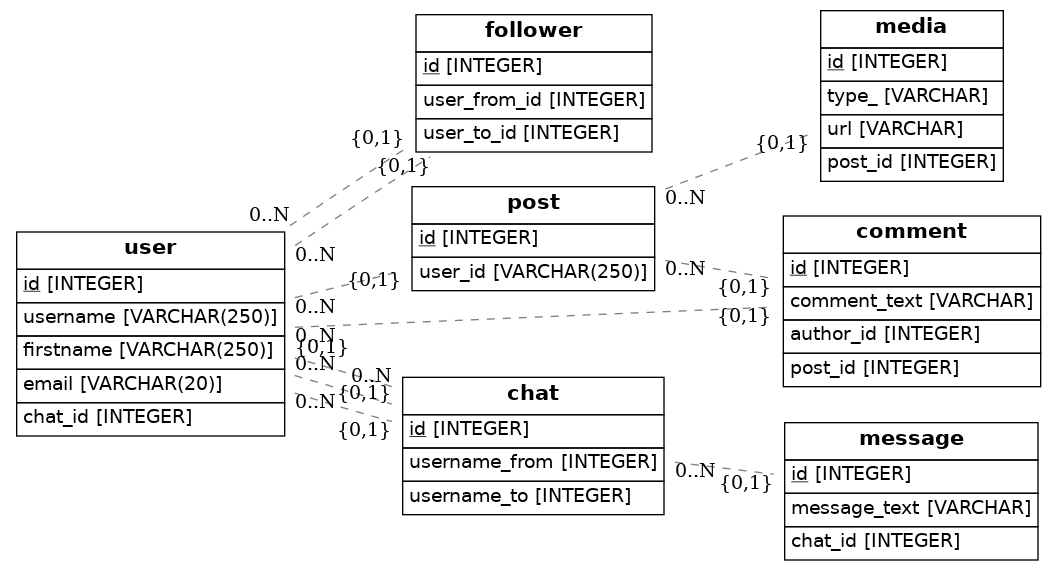 follower
id [INTEGER]
user_from_id [INTEGER]
user_to_id [INTEGER]
media
id [INTEGER]
type_ [VARCHAR]
url [VARCHAR]
post_id [INTEGER]
{0,1}
0..N
{0,1}
0..N
{0,1}
0..N
post
id [INTEGER]
user_id [VARCHAR(250)]
user
id [INTEGER]
username [VARCHAR(250)]
firstname [VARCHAR(250)]
email [VARCHAR(20)]
chat_id [INTEGER]
{0,1}
0..N
0..N
{0,1}
comment
id [INTEGER]
comment_text [VARCHAR]
author_id [INTEGER]
post_id [INTEGER]
0..N
{0,1}
{0,1}
0..N
0..N
{0,1}
0..N
{0,1}
chat
id [INTEGER]
username_from [INTEGER]
username_to [INTEGER]
0..N
{0,1}
message
id [INTEGER]
message_text [VARCHAR]
chat_id [INTEGER]